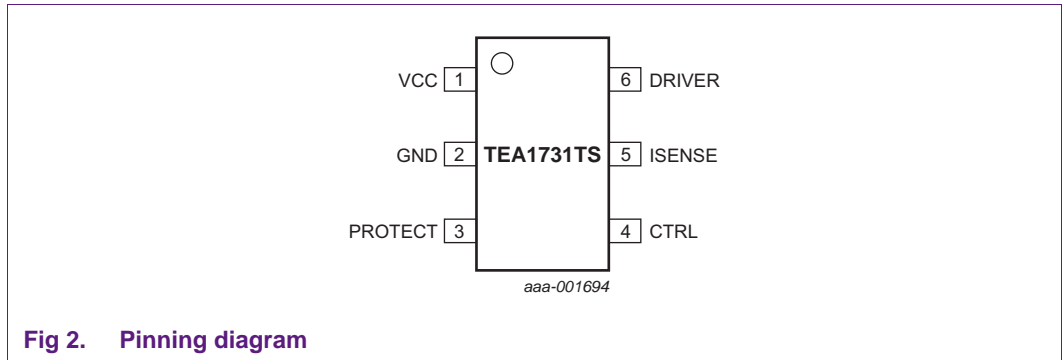 VCC 1 6 DRIVER
GND 2 TEA1731TS 5 ISENSE
PROTECT 3 4 CTRL
aaa-001694
Fig 2. Pinning diagram